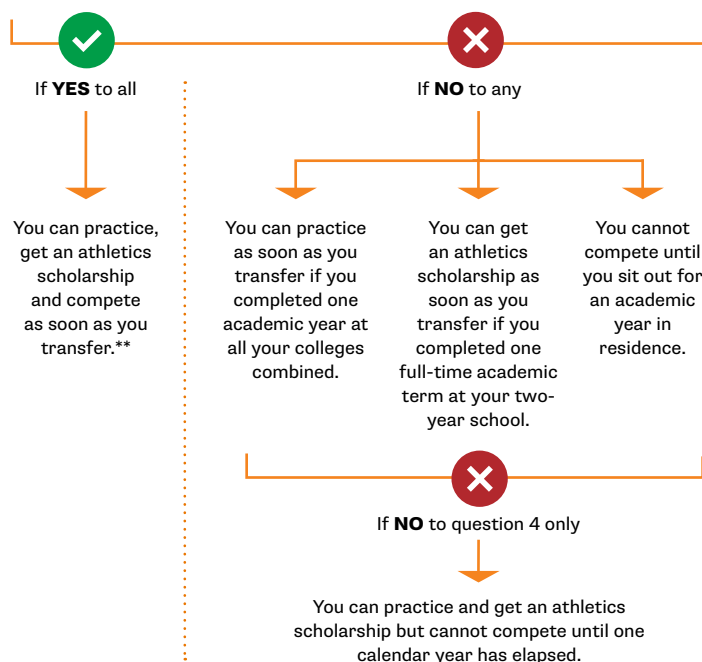 If YES to all
If NO to any
You can practice,
get an athletics
scholarship
and compete
as soon as you
transfer.**
You can practice
as soon as you
transfer if you
completed one
academic year at
all your colleges
combined.
You can get
an athletics
scholarship as
soon as you
transfer if you
completed one
full-time academic
term at your two-
year school.
You cannot
compete until
you sit out for
an academic
year in
residence.
If NO to question 4 only
You can practice and get an athletics
scholarship but cannot compete until one
calendar year has elapsed.